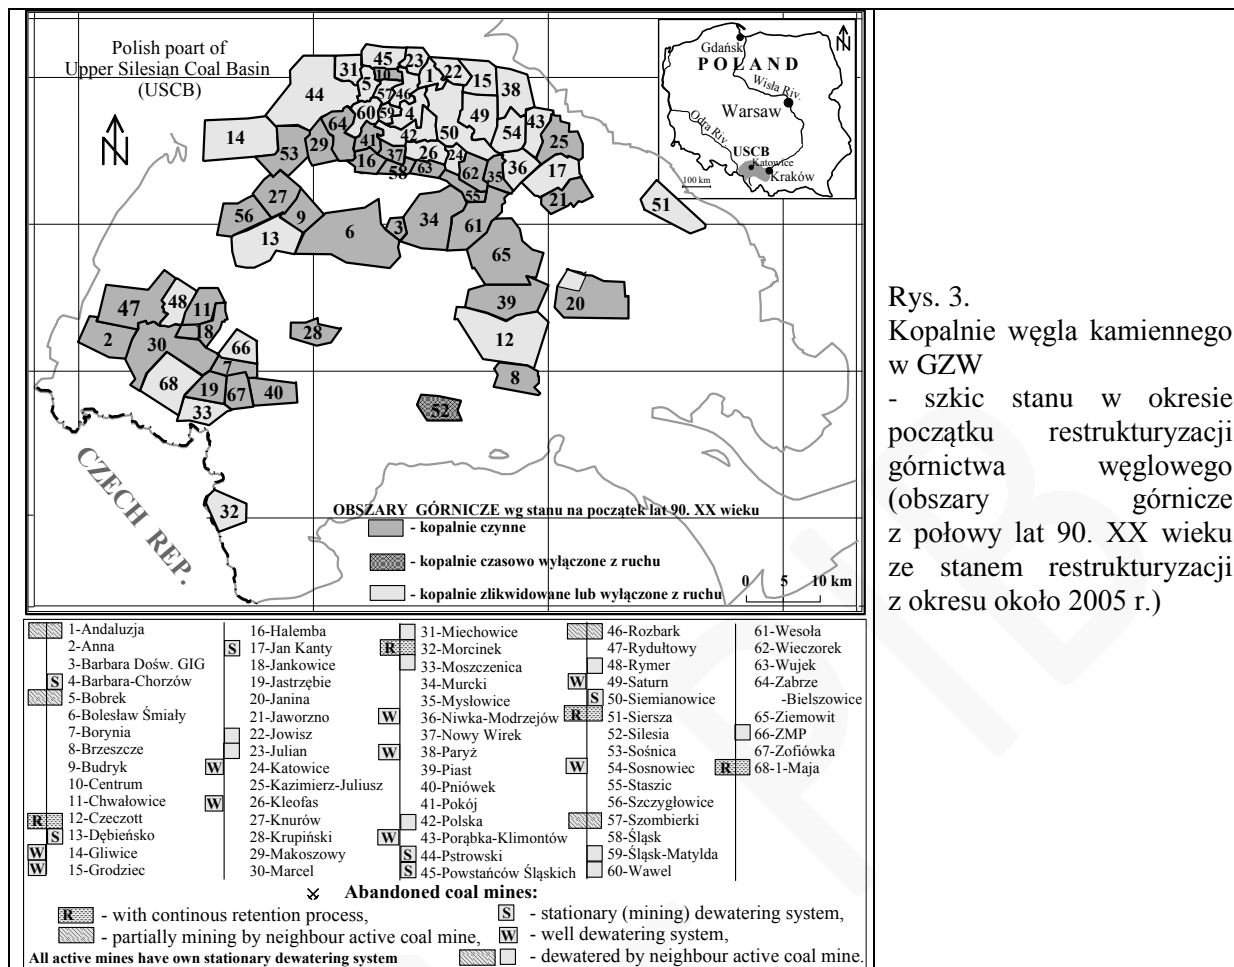 Polish poart of
Upper Silesian Coal Basin
(USCB)
N
45
23
31
10
1
22
15
44
5
57
46
38
60
59
4
49
43
14
64
42
50
54
25
53
29
41
37
26
24
36
17
16
58
63
62
35
21
51
27
55
56
9
34
61
13
6
3
65
47
48
11
39
20
2
30
18
28
66
12
7
68
19
67
40
8
33
52
32
CZECH REP.
Gdańsk
N
POLAND
Wisła Riv.
Warsaw
Odra Riv
USCB
Katowice
Kraków
100 km
OBSZARY GÓRNICZE wg stanu na początek lat 90. XX wieku
- kopalnie czynne
- kopalnie czasowo wyłączone z ruchu
- kopalnie zlikwidowane lub wyłączone z ruchu
0 5 10 km
1-Andaluzja
2-Anna
3-Barbara Dośw. GIG
S 4-Barbara-Chorzów
5-Bobrek
6-Bolesław Śmiały
7-Borynia
8-Brzeszcze
9-Budryk
10-Centrum
11-Chwałowice
R 12-Czeczott
S 13-Dębieńsko
W 14-Gliwice
W 15-Grodziec
16-Halemba
S 17-Jan Kanty
18-Jankowice
19-Jastrzębie
20-Janina
21-Jaworzno
22-Jowisz
23-Julian
W 24-Katowice
25-Kazimierz-Juliusz
W 26-Kleofas
27-Knurów
28-Krupiński
29-Makoszowy
30-Marcel
31-Miechowice
R 32-Morcinek
33-Moszczenica
34-Murcki
35-Mysłowice
W 36-Niwka-Modrzejów
37-Nowy Wirek
W 38-Paryż
39-Piast
40-Pniówek
41-Pokój
42-Polska
W 43-Porąbka-Klimontów
S 44-Pstrowski
S 45-Powstańców Śląskich
46-Rozbark
47-Rydułtowy
48-Rymer
W 49-Saturn
S 50-Siemianowice
R 51-Siersza
52-Silesia
53-Sośnica
W 54-Sosnowiec
55-Staszic
56-Szczygłowice
57-Szombierki
58-Śląsk
59-Śląsk-Matylda
60-Wawel
61-Wesoła
62-Wieczorek
63-Wujek
64-Zabrze
-Bielszowice
65-Ziemowit
66-ZMP
67-Zofiówka
R 68-1-Maja
Abandoned coal mines:
R - with continous retention process,
- partially mining by neighbour active coal mine,
All active mines have own stationary dewatering system
S - stationary (mining) dewatering system,
W - well dewatering system,
- dewatered by neighbour active coal mine.
Rys. 3.
Kopalnie węgla kamiennego
w GZW
- szkic stanu w okresie
początku restrukturyzacji
górnictwa węglowego
(obszary górnicze
z połowy lat 90. XX wieku
ze stanem restrukturyzacji
z okresu około 2005 r.)